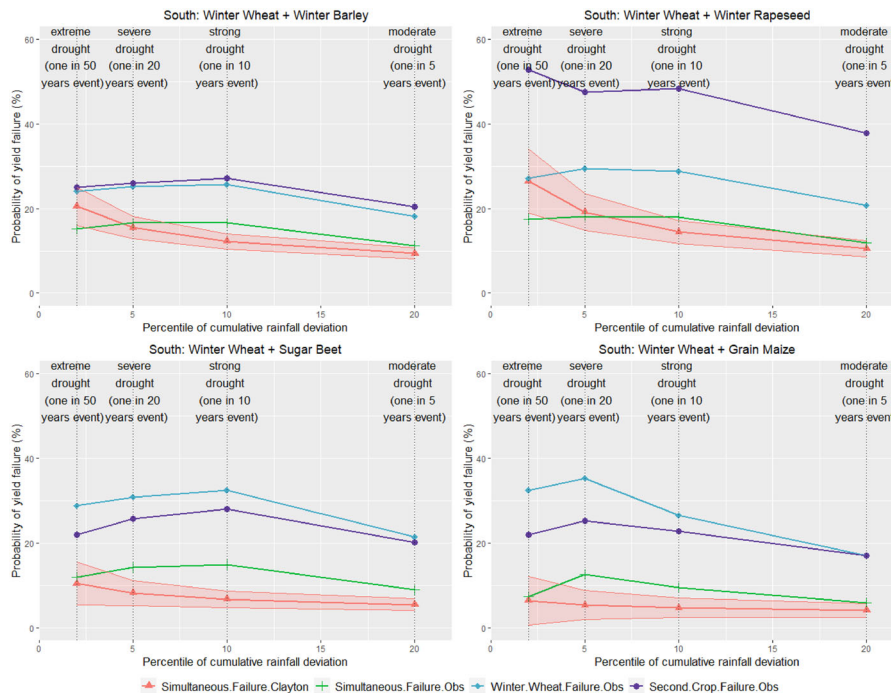 South: Winter Wheat + Winter Barley
extreme severe strong moderate
drought drought drought drought
(one in 50 (one in 20 (one in 10 (one in 5
years event) years event) years event) years event)
Probability of yield failure (%)
60
40
20
0
0 5 10 15 20
Percentile of cumulative rainfall deviation
South: Winter Wheat + Winter Rapeseed
extreme severe strong moderate
drought drought drought drought
(one in 50 (one in 20 (one in 10 (one in 5
years event) years event) years event) years event)
Probability of yield failure (%)
60
40
20
0
0 5 10 15 20
Percentile of cumulative rainfall deviation
South: Winter Wheat + Sugar Beet
extreme severe strong moderate
drought drought drought drought
(one in 50 (one in 20 (one in 10 (one in 5
years event) years event) years event) years event)
Probability of yield failure (%)
60
40
20
0
0 5 10 15 20
Percentile of cumulative rainfall deviation
South: Winter Wheat + Grain Maize
extreme severe strong moderate
drought drought drought drought
(one in 50 (one in 20 (one in 10 (one in 5
years event) years event) years event) years event)
Probability of yield failure (%)
60
40
20
0
0 5 10 15 20
Percentile of cumulative rainfall deviation
Simultaneous.Failure.Clayton Simultaneous.Failure.Obs Winter.Wheat.Failure.Obs Second.Crop.Failure.Obs